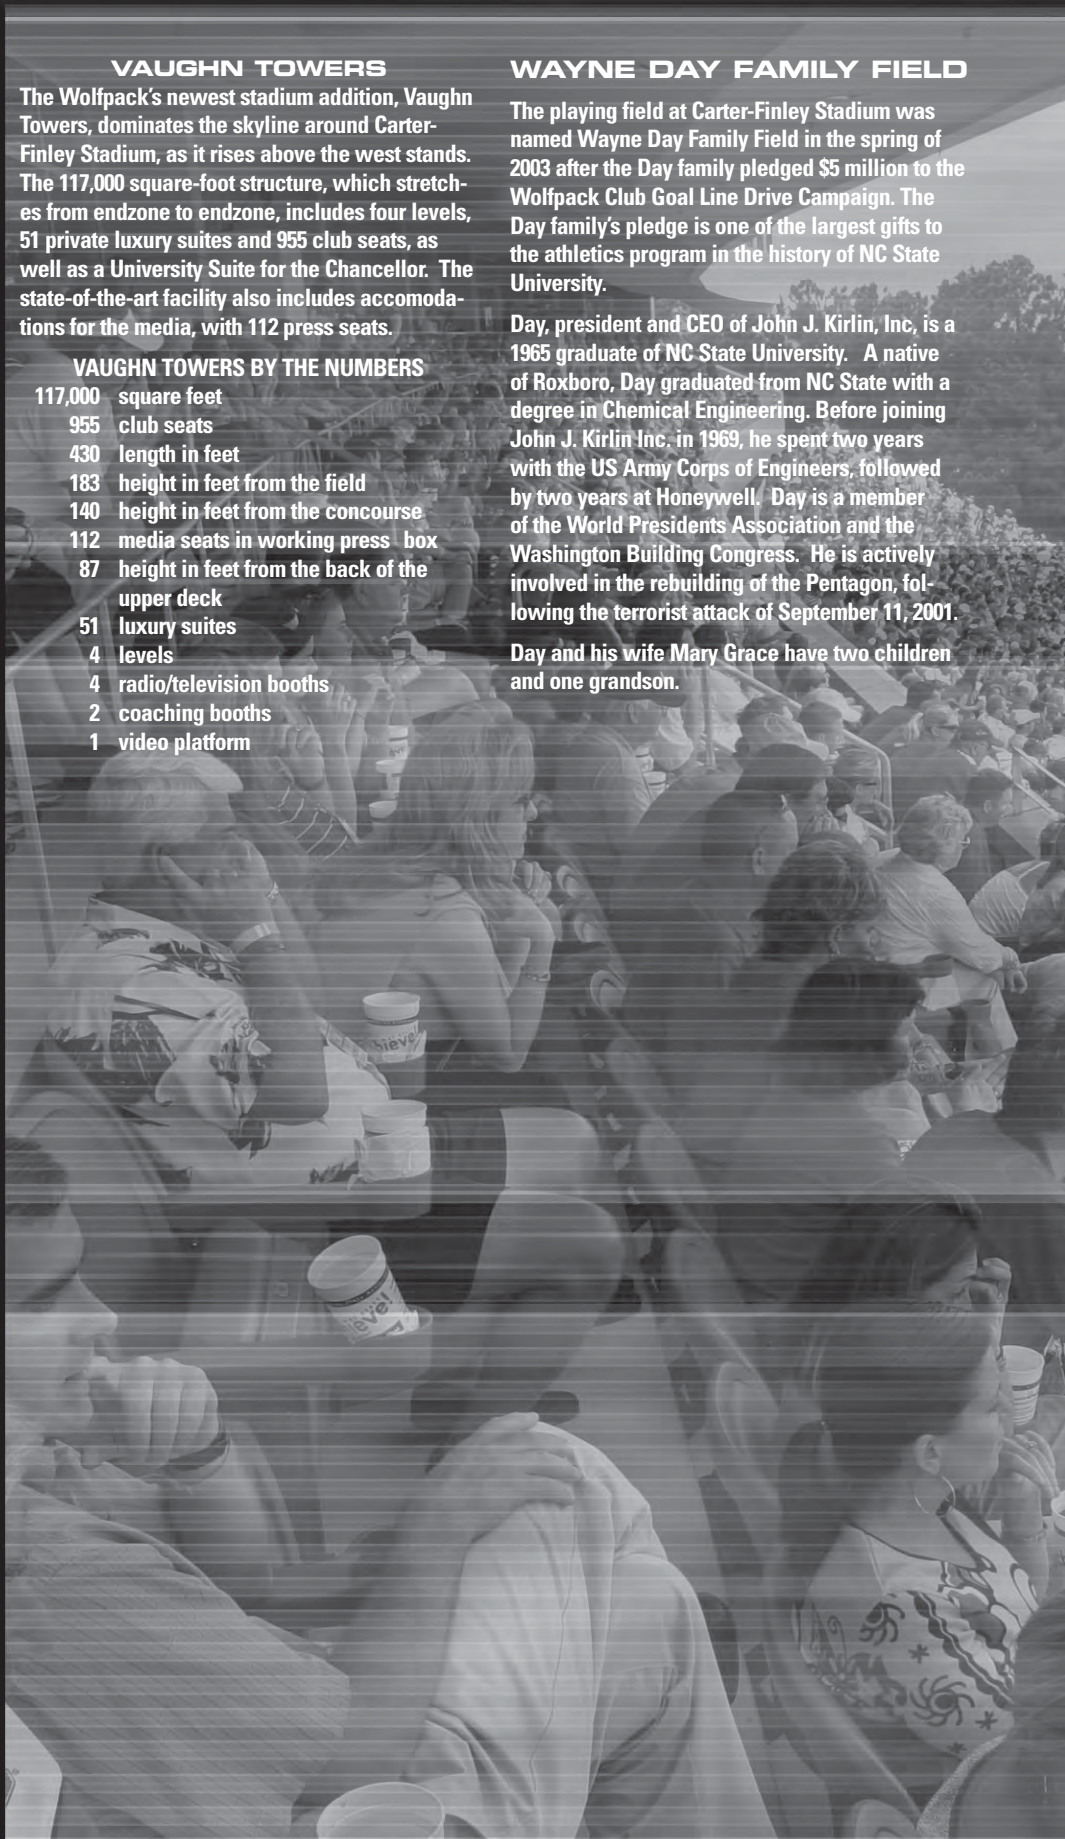 VAUGHN TOWERS
The Wolfpack’s newest stadium addition, Vaughn
Towers, dominates the skyline around Carter-
Finley Stadium, as it rises above the west stands.
The 117,000 square-foot structure, which stretch-
es from endzone to endzone, includes four levels,
51 private luxury suites and 955 club seats, as
well as a University Suite for the Chancellor. The
state-of-the-art facility also includes accomoda-
tions for the media, with 112 press seats.
VAUGHN TOWERS BY THE NUMBERS
117,000 square feet
955 club seats
430 length in feet
183 height in feet from the field
140 height in feet from the concourse
112 media seats in working press box
87 height in feet from the back of the
upper deck
51 luxury suites
4 levels
4 radio/television booths
2 coaching booths
1 video platform
WAYNE DAY FAMILY FIELD
The playing field at Carter-Finley Stadium was
named Wayne Day Family Field in the spring of
2003 after the Day family pledged $5 million to the
Wolfpack Club Goal Line Drive Campaign. The
Day family’s pledge is one of the largest gifts to
the athletics program in the history of NC State
University.
Day, president and CEO of John J. Kirlin, Inc, is a
1965 graduate of NC State University. A native
of Roxboro, Day graduated from NC State with a
degree in Chemical Engineering. Before joining
John J. Kirlin Inc. in 1969, he spent two years
with the US Army Corps of Engineers, followed
by two years at Honeywell. Day is a member
of the World Presidents Association and the
Washington Building Congress. He is actively
involved in the rebuilding of the Pentagon, fol-
lowing the terrorist attack of September 11, 2001.
Day and his wife Mary Grace have two children
and one grandson.